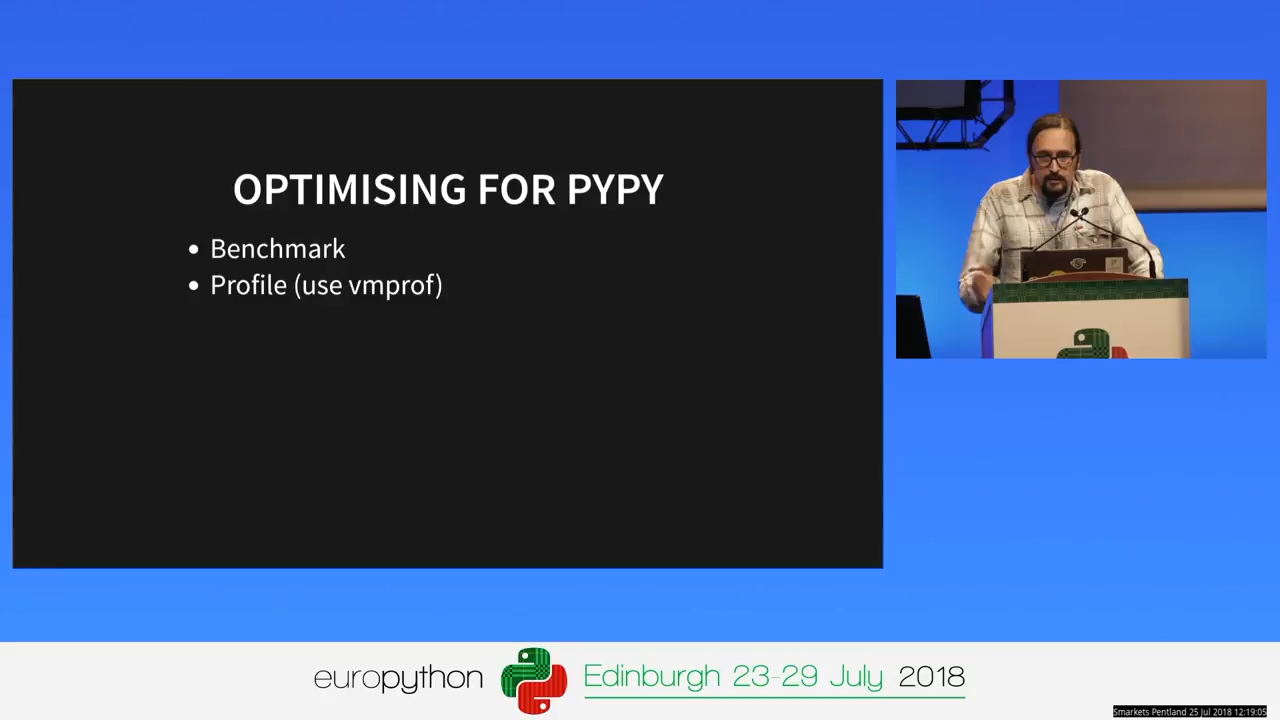 OPTIMISING FOR PYPY
• Benchmark
• Profile (use vmprof)
europython Edinburgh 23-29 July 2018
Smarkets Pentland 25 Jul 2018 12:19:05